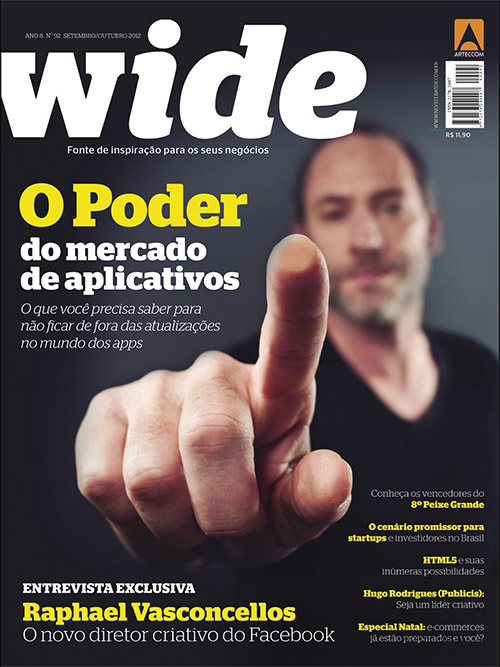 ANO 8. Nº 92. SETEMBRO/OUTUBRO 2012
wide
Fonte de inspiração para os seus negócios
ARTECCOM
WWW.REVISTAWIDE.COM.BR
R$ 11,90
O Poder
do mercado
de aplicativos
O que você precisa saber para
não ficar de fora das atualizações
no mundo dos apps
Conheça os vencedores do
8º Peixe Grande
O cenário promissor para
startups e investidores no Brasil
HTML5 e suas
inúmeras possibilidades
Hugo Rodrigues (Publicis):
Seja um líder criativo
Especial Natal: e-commerces
já estão preparados e você?
ENTREVISTA EXCLUSIVA
Raphael Vasconcellos
O novo diretor criativo do Facebook